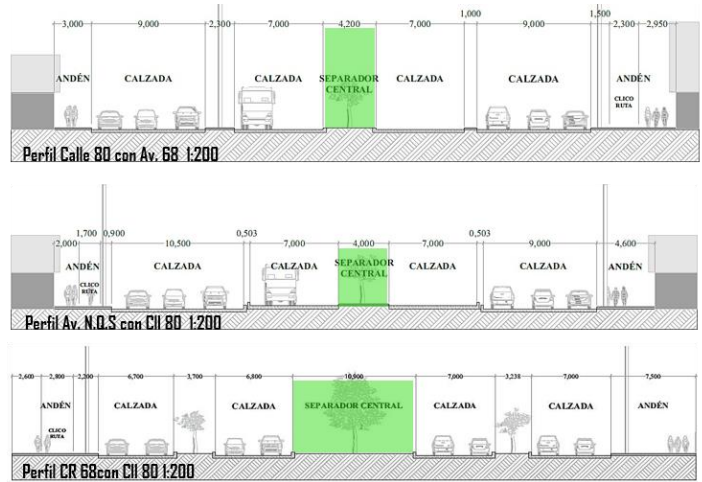 1,000
1,500
3,000 9,000 2,300 7,000 4,200 7,000 9,000 2,300 2,950
ANDÉN CALZADA CALZADA SEPARADOR CENTRAL CALZADA CALZADA ANDÉN
CLICO
RUTA
Perfil Calle 80 con Av. 68 1:200
1,700 0,900 0,503 0,503
2,000 10,500 7,000 4,000 7,000 9,000 4,600
ANDÉN CALZADA CALZADA SEPARADOR CENTRAL CALZADA CALZADA ANDÉN
CLICO
RUTA
Perfil Av. N.Q.S con Cll 80 1:200
2,600 2,800 2,200 6,700 3,700 6,800 10,900 7,000 3,238 7,000 7,500
ANDÉN CALZADA CALZADA SEPARADOR CENTRAL CALZADA CALZADA ANDÉN
CLICO
RUTA
Perfil CR 68con Cll 80 1:200